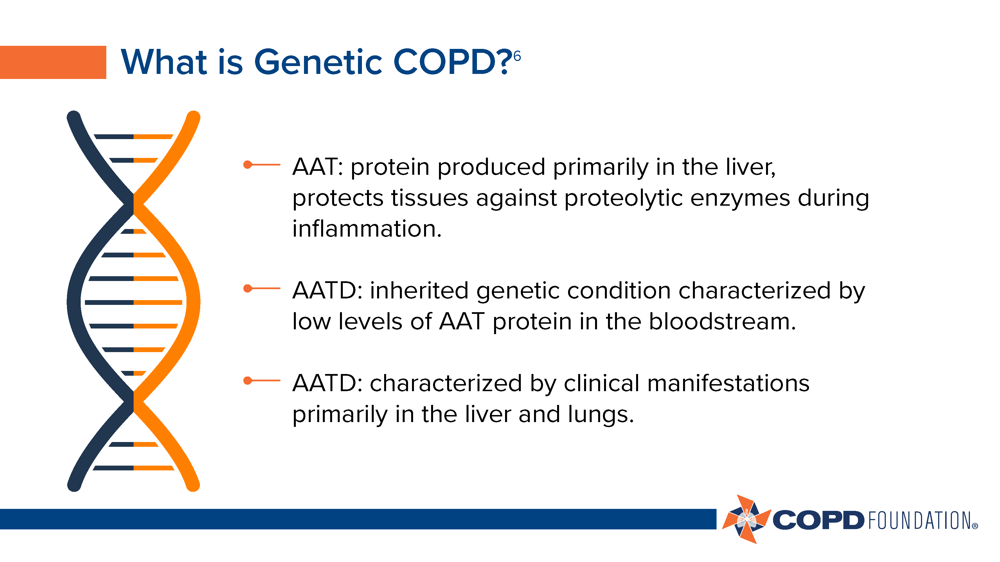 What is Genetic COPD?6
AAT: protein produced primarily in the liver,
protects tissues against proteolytic enzymes during
inflammation.
AATD: inherited genetic condition characterized by
low levels of AAT protein in the bloodstream.
AATD: characterized by clinical manifestations
primarily in the liver and lungs.
COPD FOUNDATION®